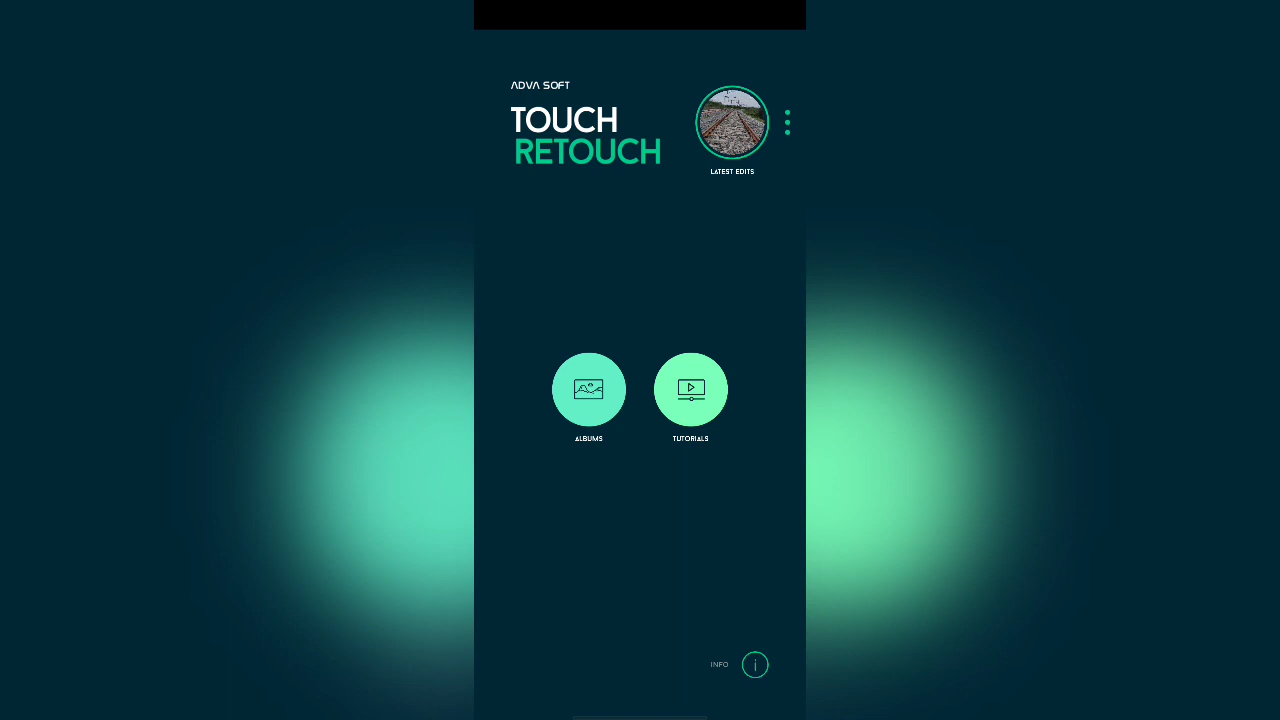 ADVA SOFT
TOUCH
RETOUCH
LATEST EDITS
ALBUMS
TUTORIALS
INFO
i